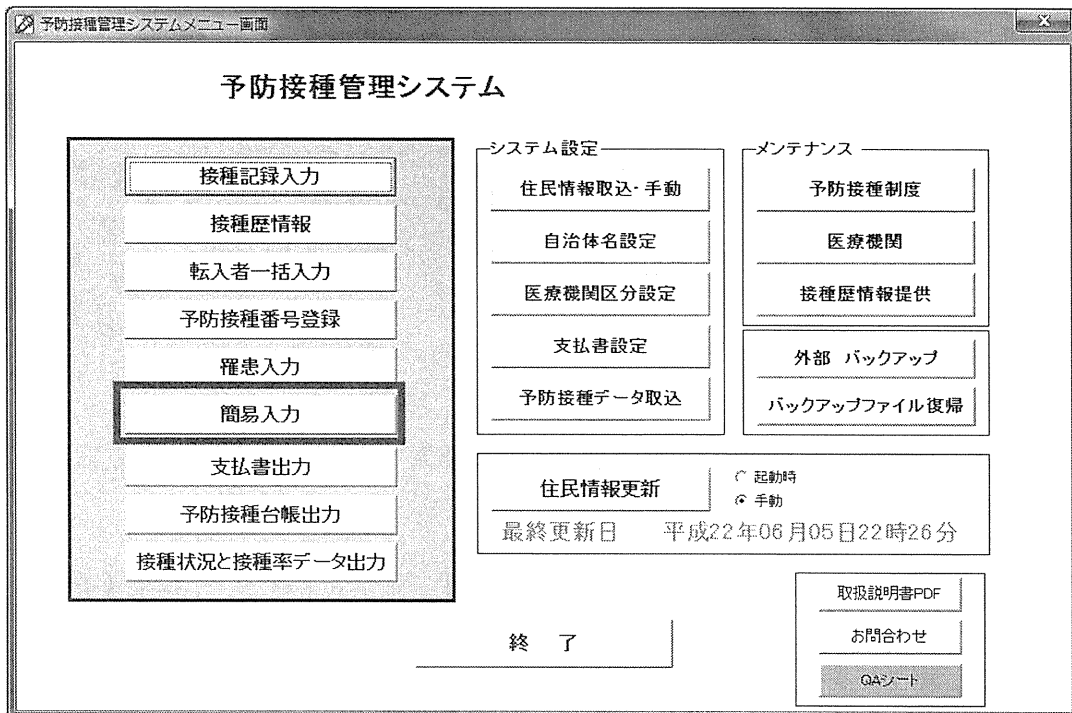 予防接種管理システムメニュー画面
予防接種管理システム
接種記録入力
接種歴情報
転入者一括入力
予防接種番号登録
罹患入力
簡易入力
支払書出力
予防接種台帳出力
接種状況と接種率データ出力
システム設定
住民情報取込・手動
自治体名設定
医療機関区分設定
支払書設定
予防接種データ取込
メンテナンス
予防接種制度
医療機関
接種歴情報提供
外部 バックアップ
バックアップファイル復帰
住民情報更新
起動時
手動
最終更新日 平成22年06月05日22時26分
終 了
取扱説明書PDF
お問合わせ
QAシート